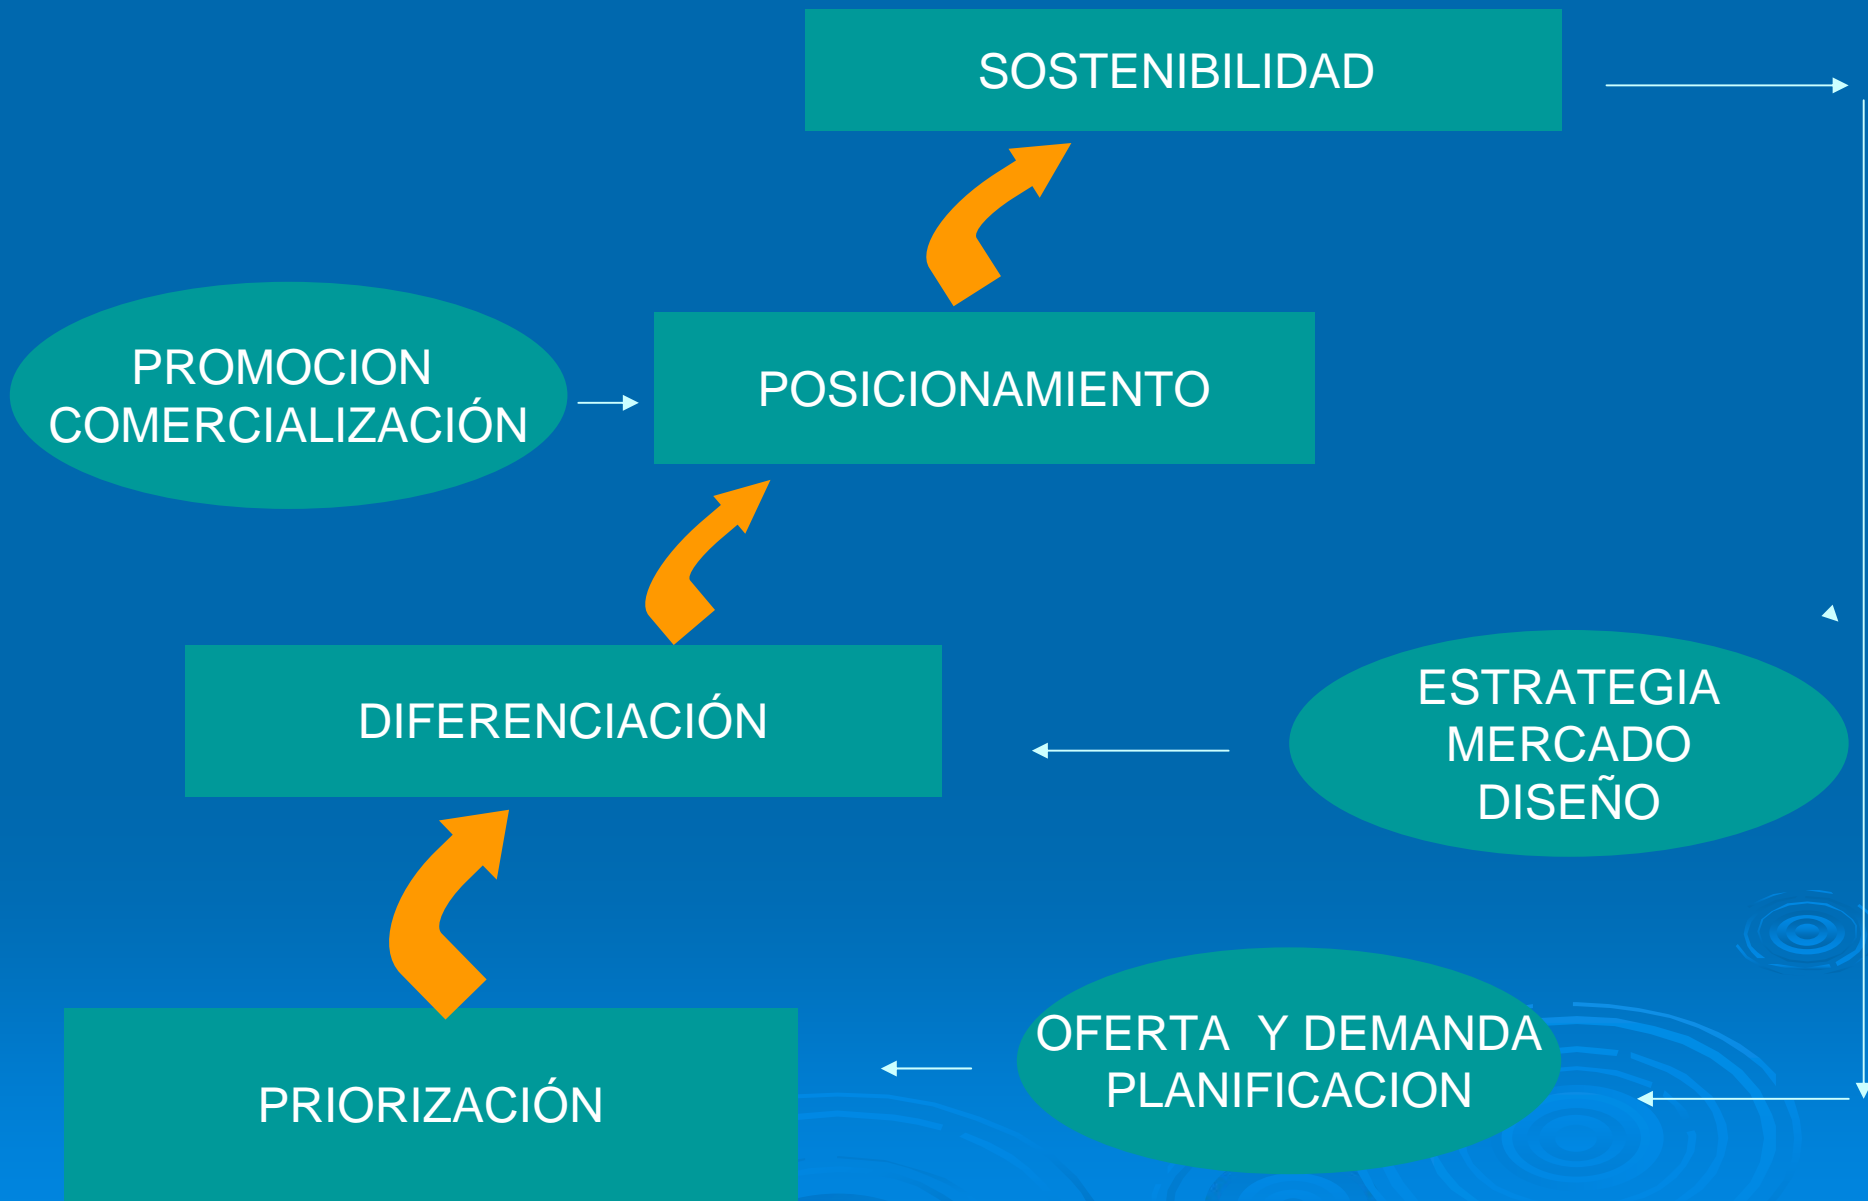 SOSTENIBILIDAD
PROMOCION
COMERCIALIZACIÓN
POSICIONAMIENTO
DIFERENCIACIÓN
ESTRATEGIA
MERCADO
DISEÑO
OFERTA Y DEMANDA
PLANIFICACION
PRIORIZACIÓN